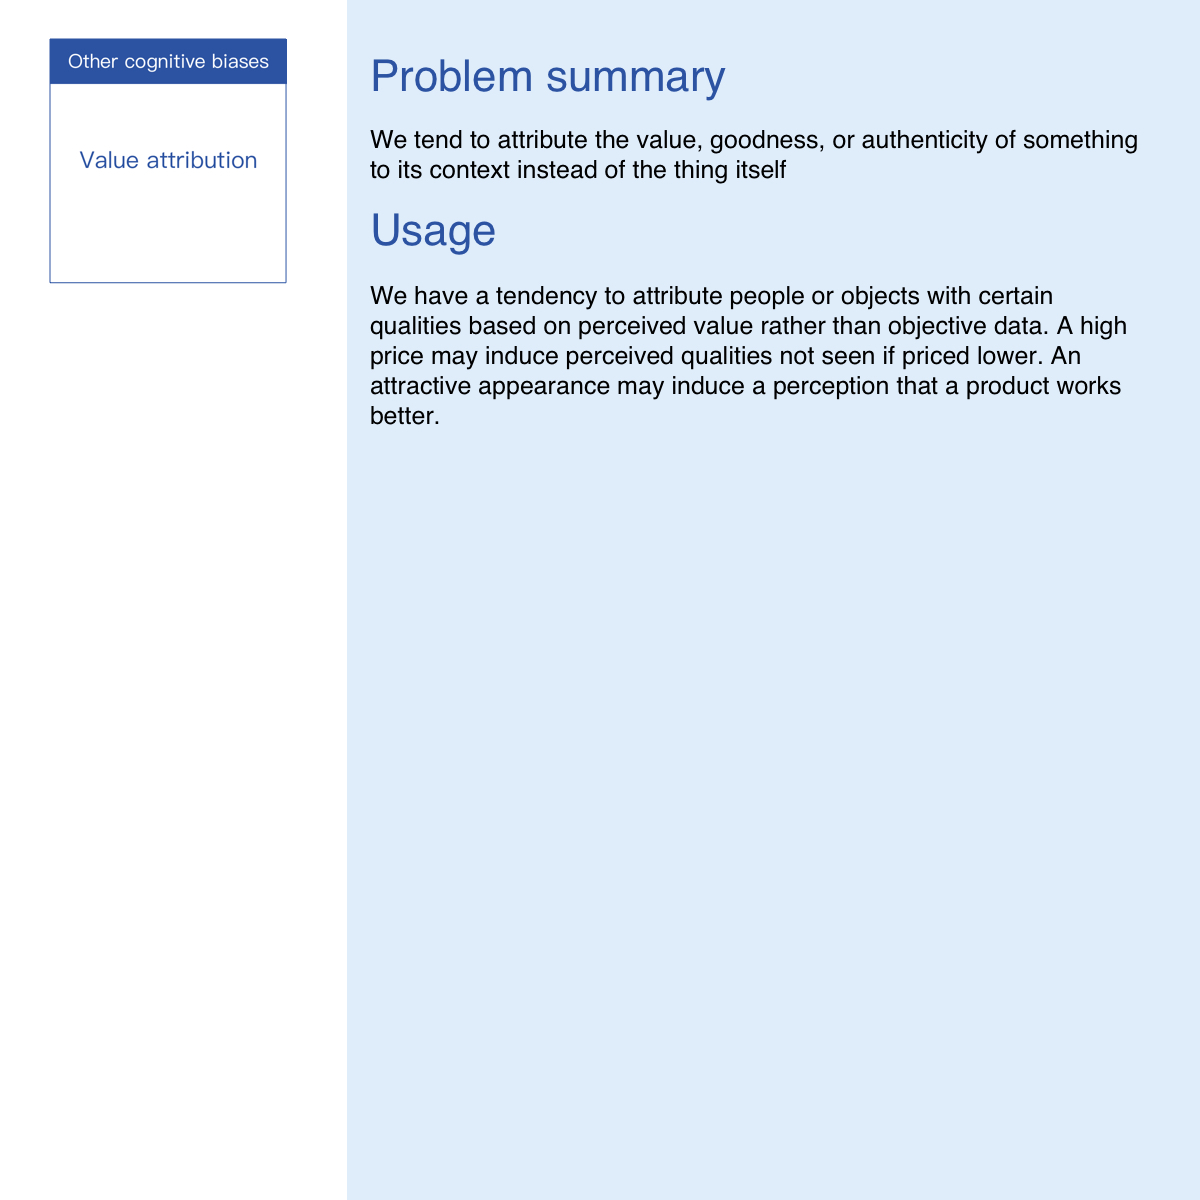 Other cognitive biases
Value attribution
Problem summary
We tend to attribute the value, goodness, or authenticity of something
to its context instead of the thing itself
Usage
We have a tendency to attribute people or objects with certain
qualities based on perceived value rather than objective data. A high
price may induce perceived qualities not seen if priced lower. An
attractive appearance may induce a perception that a product works
better.